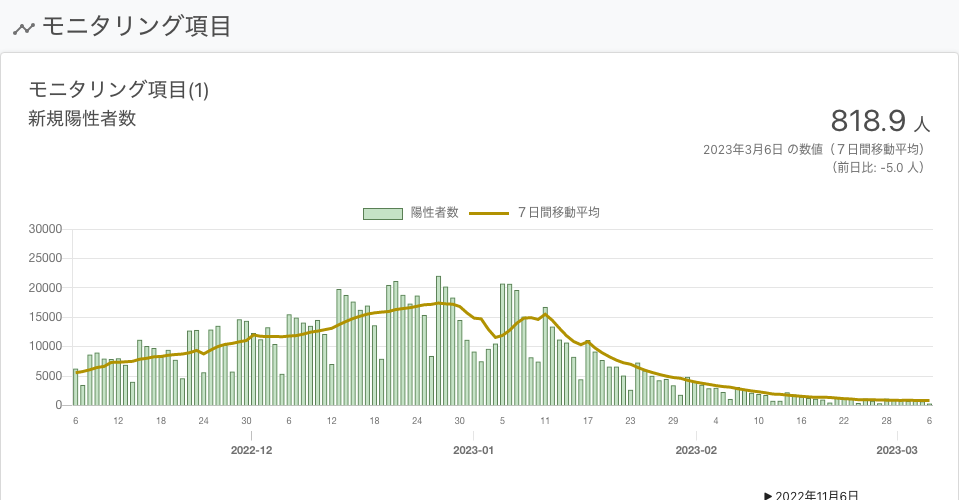 モニタリング項目
モニタリング項目(1)
新規陽性者数
818.9 人
2023年3月6日 の数値（７日間移動平均）
（前日比: -5.0 人）
陽性者数 ７日間移動平均
30000
25000
20000
15000
10000
5000
0
6 12 18 24 30 6 12 18 24 30 5 11 17 23 29 4 10 16 22 28 6
2022-12 2023-01 2023-02 2023-03
▶ 2022年11月6日